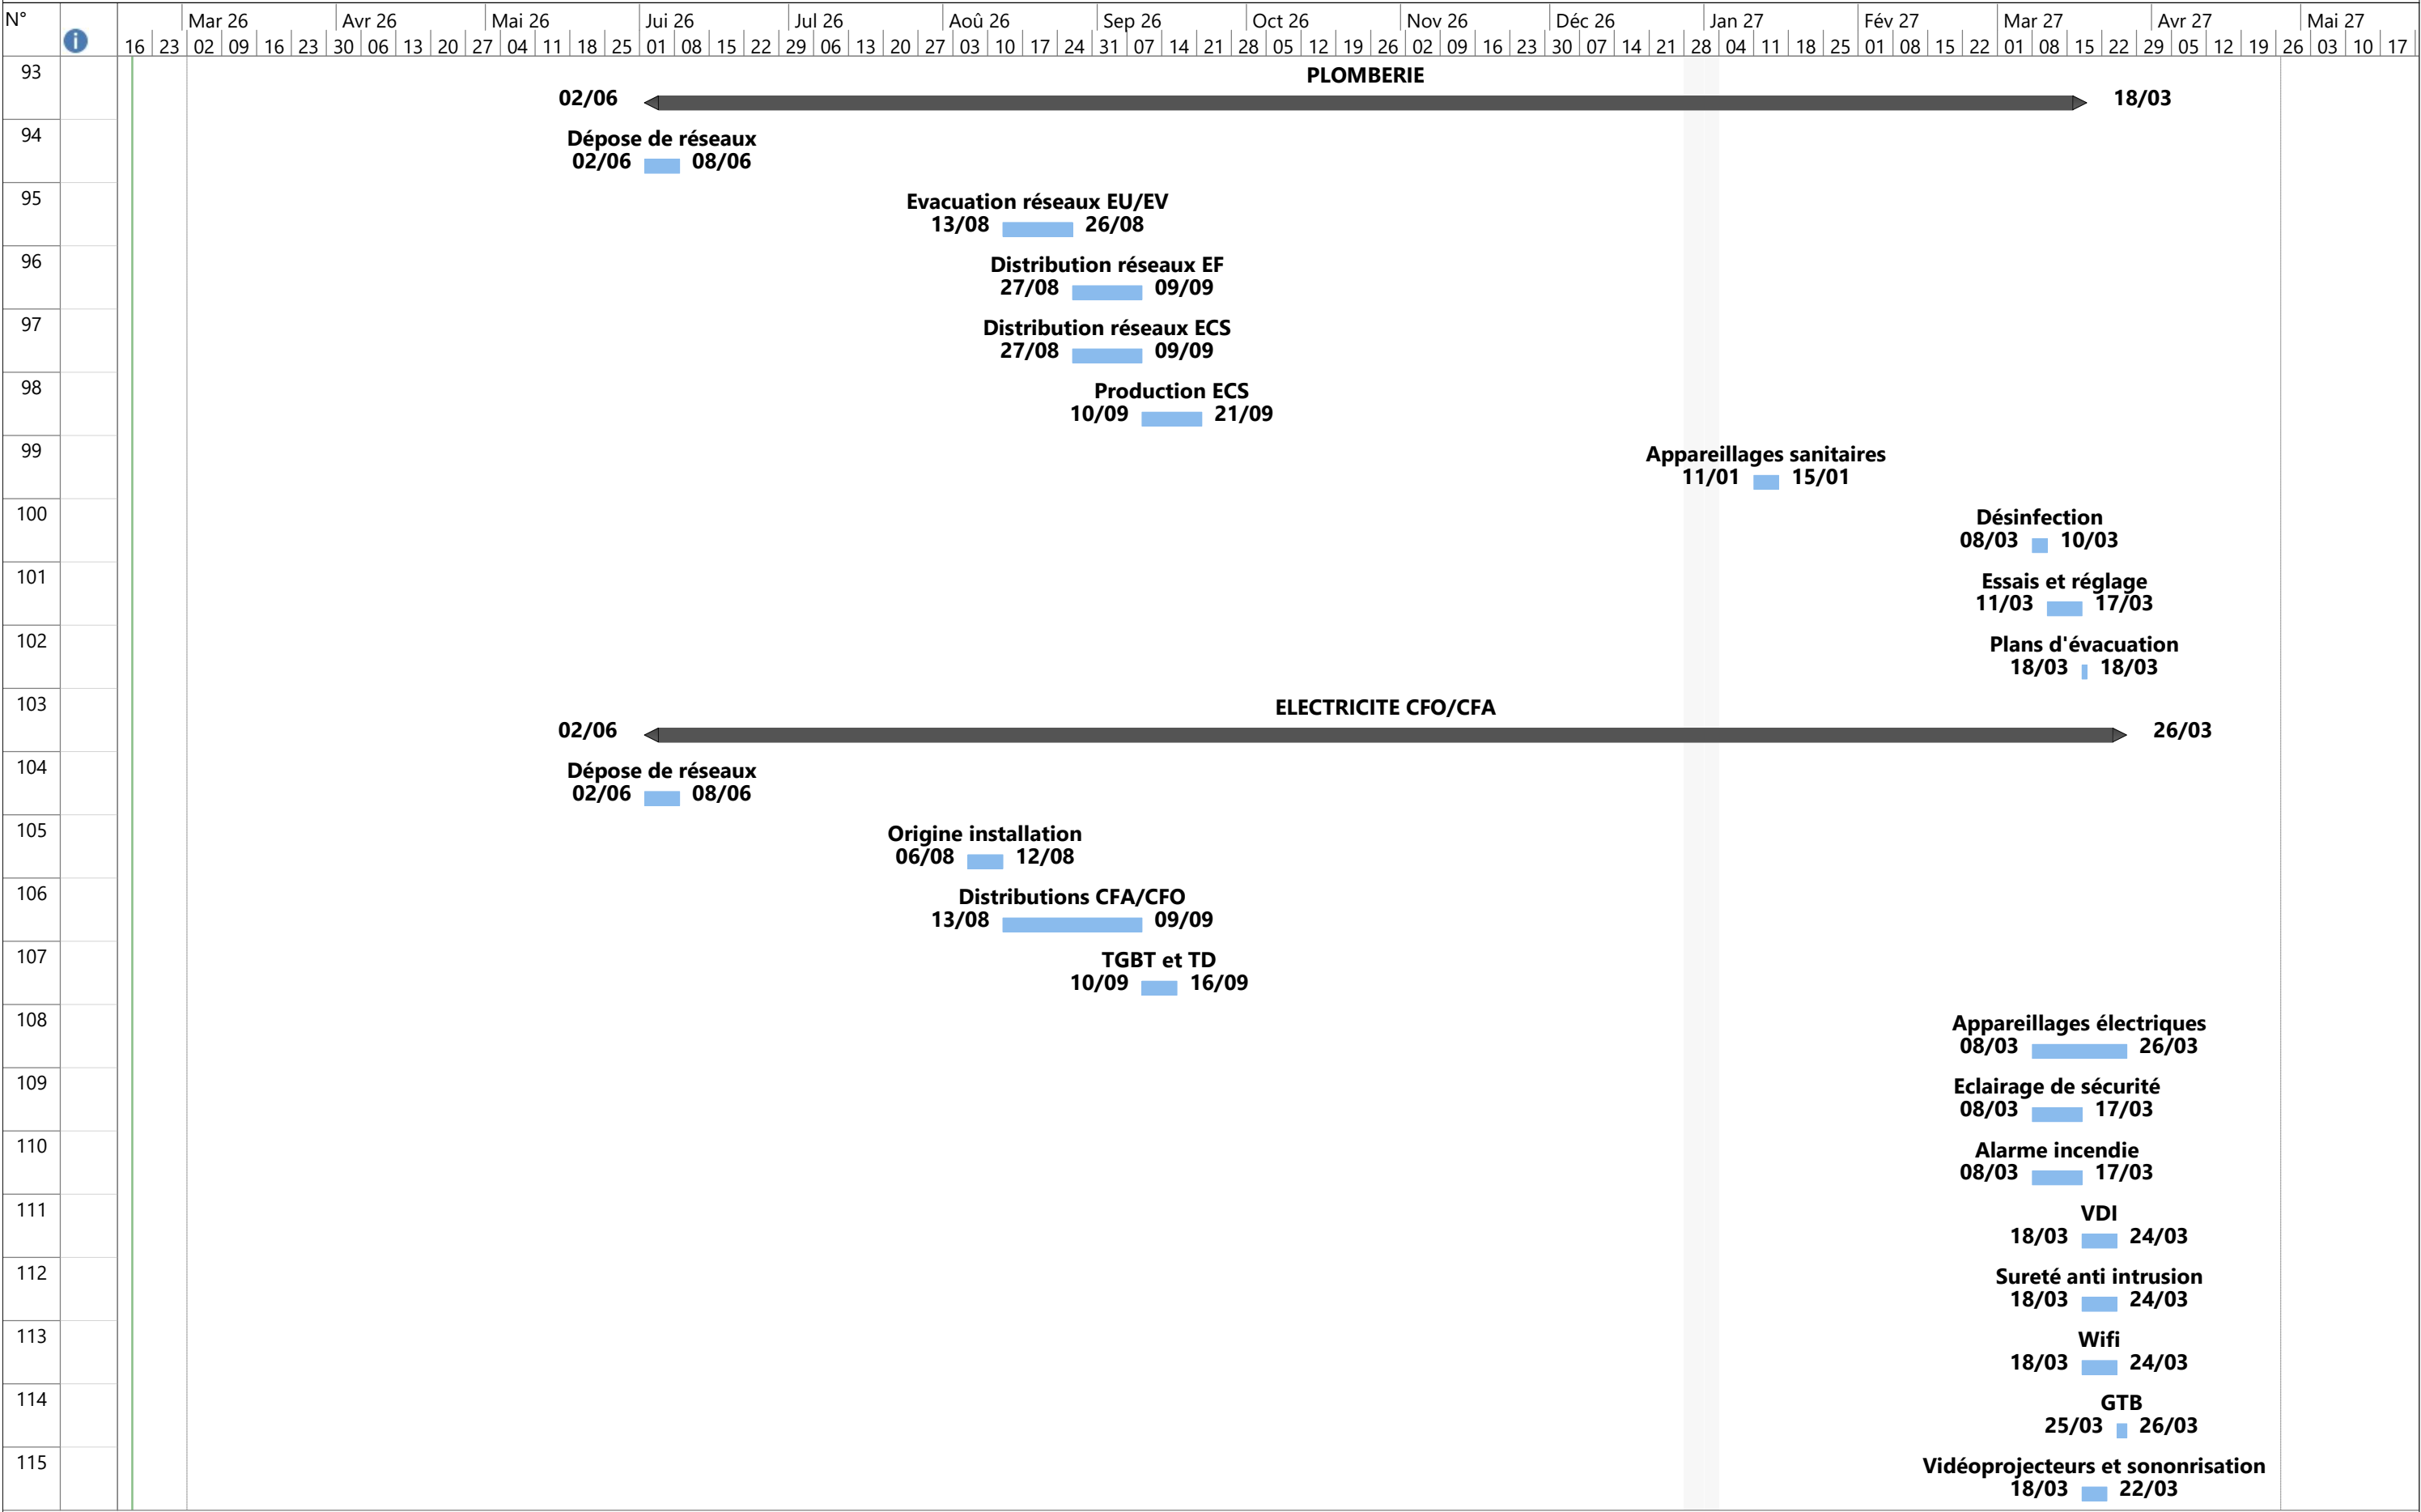 N° Mar 26 Avr 26 Mai 26 Jui 26 Jul 26 Aoû 26 Sep 26 Oct 26 Nov 26 Déc 26 Jan 27 Fév 27 Mar 27 Avr 27 Mai 27
i 16 23 02 09 16 23 30 06 13 20 27 04 11 18 25 01 08 15 22 29 06 13 20 27 03 10 17 24 31 07 14 21 28 05 12 19 26 02 09 16 23 30 07 14 21 28 04 11 18 25 01 08 15 22 01 08 15 22 29 05 12 19 26 03 10 17
93 PLOMBERIE
02/06 18/03
94 Dépose de réseaux
02/06 08/06
95 Evacuation réseaux EU/EV
13/08 26/08
96 Distribution réseaux EF
27/08 09/09
97 Distribution réseaux ECS
27/08 09/09
98 Production ECS
10/09 21/09
99 Appareillages sanitaires
11/01 15/01
100 Désinfection
08/03 10/03
101 Essais et réglage
11/03 17/03
102 Plans d'évacuation
18/03 18/03
103 ELECTRICITE CFO/CFA
02/06 26/03
104 Dépose de réseaux
02/06 08/06
105 Origine installation
06/08 12/08
106 Distributions CFA/CFO
13/08 09/09
107 TGBT et TD
10/09 16/09
108 Appareillages électriques
08/03 26/03
109 Eclairage de sécurité
08/03 17/03
110 Alarme incendie
08/03 17/03
111 VDI
18/03 24/03
112 Sureté anti intrusion
18/03 24/03
113 Wifi
18/03 24/03
114 GTB
25/03 26/03
115 Vidéoprojecteurs et sononrisation
18/03 22/03